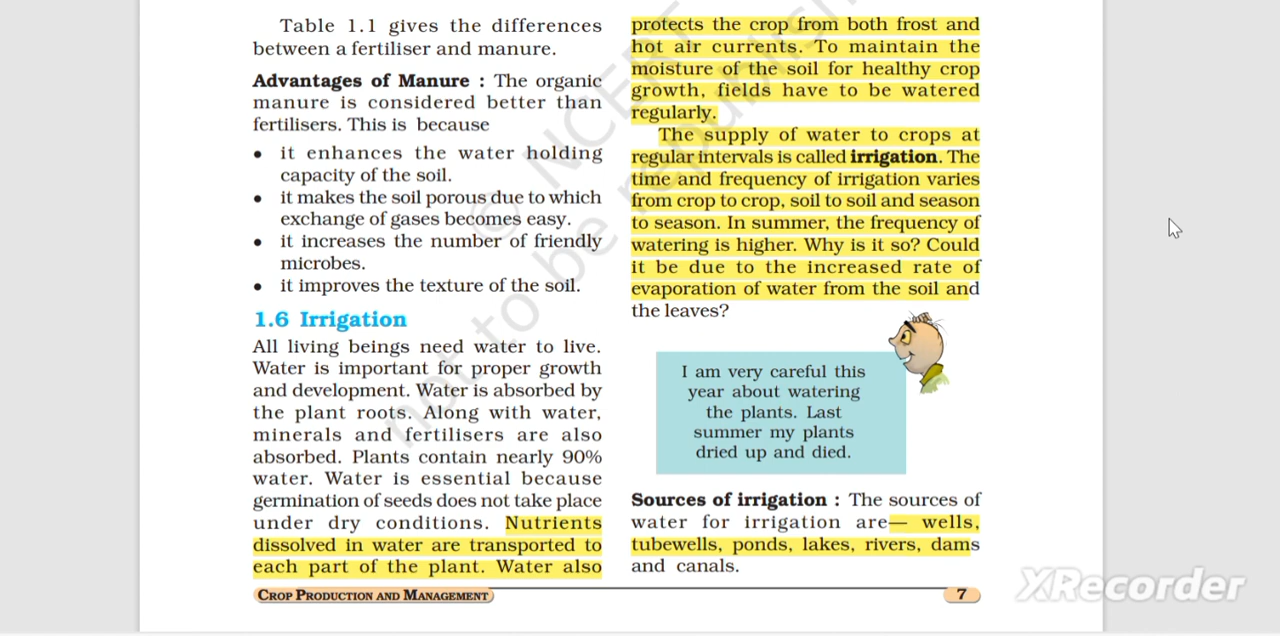 Table 1.1 gives the differences
between a fertiliser and manure.
Advantages of Manure : The organic
manure is considered better than
fertilisers. This is because
• it enhances the water holding
capacity of the soil.
• it makes the soil porous due to which
exchange of gases becomes easy.
• it increases the number of friendly
microbes.
• it improves the texture of the soil.
1.6 Irrigation
All living beings need water to live.
Water is important for proper growth
and development. Water is absorbed by
the plant roots. Along with water,
minerals and fertilisers are also
absorbed. Plants contain nearly 90%
water. Water is essential because
germination of seeds does not take place
under dry conditions. Nutrients
dissolved in water are transported to
each part of the plant. Water also
protects the crop from both frost and
hot air currents. To maintain the
moisture of the soil for healthy crop
growth, fields have to be watered
regularly.
The supply of water to crops at
regular intervals is called irrigation. The
time and frequency of irrigation varies
from crop to crop, soil to soil and season
to season. In summer, the frequency of
watering is higher. Why is it so? Could
it be due to the increased rate of
evaporation of water from the soil and
the leaves?
I am very careful this
year about watering
the plants. Last
summer my plants
dried up and died.
Sources of irrigation : The sources of
water for irrigation are— wells,
tubewells, ponds, lakes, rivers, dams
and canals.
CROP PRODUCTION AND MANAGEMENT
7
© NCERT
not to be republish
XRecorder